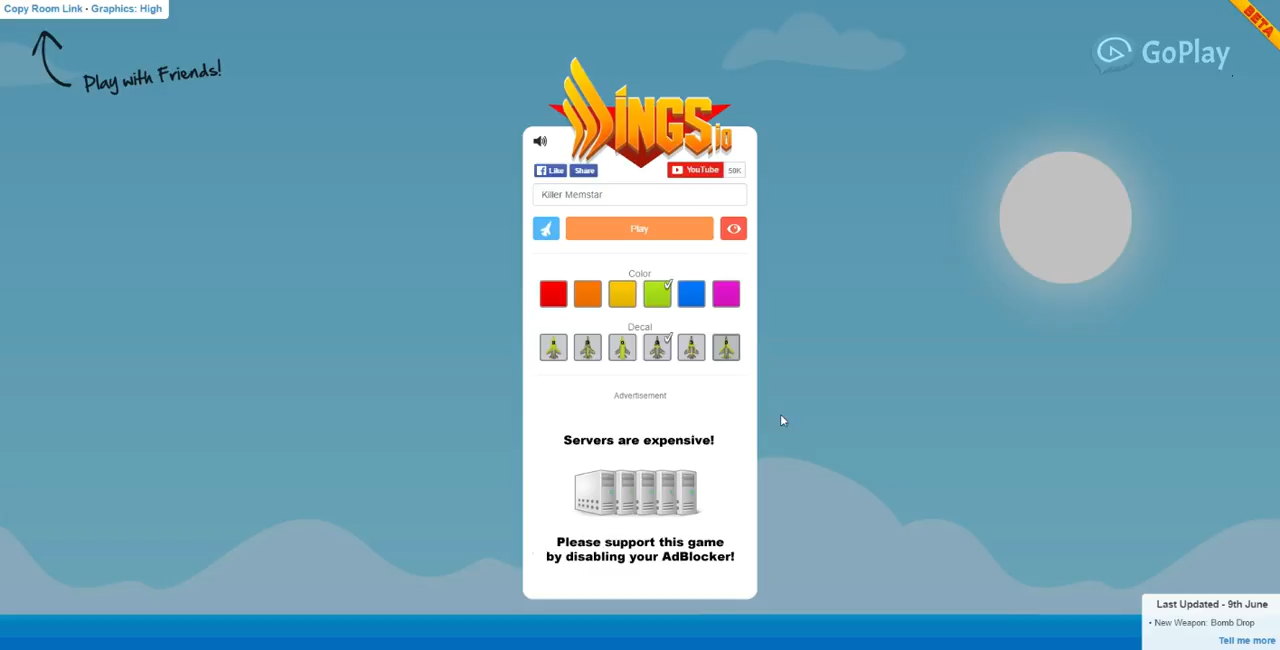 Copy Room Link • Graphics: High
BETA
Play with Friends!
GoPlay
WINGS.io
Like
Share
YouTube
50K
Killer Memstar
Play
Color
Decal
Advertisement
Servers are expensive!
Please support this game
by disabling your AdBlocker!
Last Updated - 9th June
• New Weapon: Bomb Drop
Tell me more